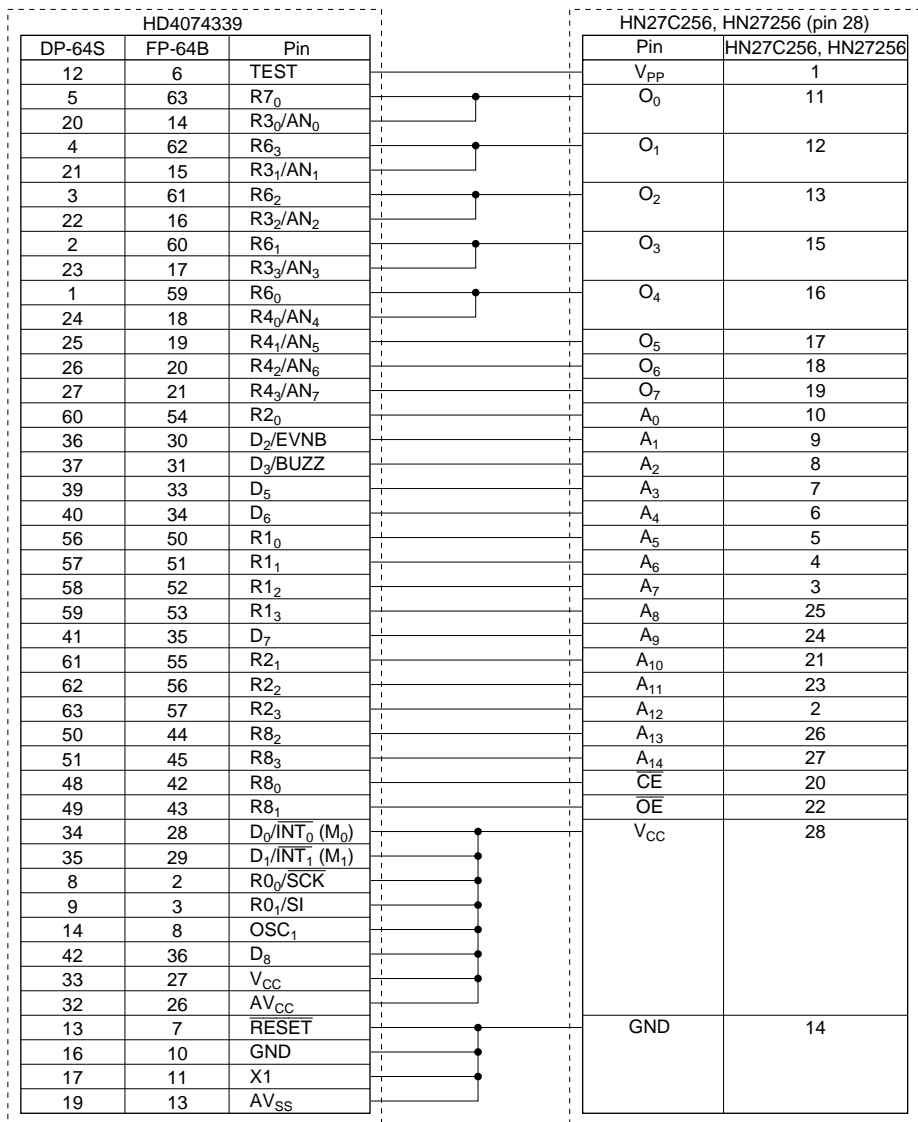 HD4074339 HN27C256, HN27256 (pin 28)
DP-64S FP-64B Pin Pin HN27C256, HN27256
12 6 TEST V_PP 1
5 63 R7₀ O₀ 11
20 14 R3₀/AN₀
4 62 R6₃ O₁ 12
21 15 R3₁/AN₁
3 61 R6₂ O₂ 13
22 16 R3₂/AN₂
2 60 R6₁ O₃ 15
23 17 R3₃/AN₃
1 59 R6₀ O₄ 16
24 18 R4₀/AN₄
25 19 R4₁/AN₅ O₅ 17
26 20 R4₂/AN₆ O₆ 18
27 21 R4₃/AN₇ O₇ 19
60 54 R2₀ A₀ 10
36 30 D₂/EVNB A₁ 9
37 31 D₃/BUZZ A₂ 8
39 33 D₅ A₃ 7
40 34 D₆ A₄ 6
56 50 R1₀ A₅ 5
57 51 R1₁ A₆ 4
58 52 R1₂ A₇ 3
59 53 R1₃ A₈ 25
41 35 D₇ A₉ 24
61 55 R2₁ A₁₀ 21
62 56 R2₂ A₁₁ 23
63 57 R2₃ A₁₂ 2
50 44 R8₂ A₁₃ 26
51 45 R8₃ A₁₄ 27
48 42 R8₀ C̅E̅ 20
49 43 R8₁ O̅E̅ 22
34 28 D₀/I̅N̅T̅₀ (M₀) V_CC 28
35 29 D₁/I̅N̅T̅₁ (M₁)
8 2 R0₀/S̅C̅K̅
9 3 R0₁/SI
14 8 OSC₁
42 36 D₈
33 27 V_CC
32 26 AV_CC
13 7 R̅E̅S̅E̅T̅ GND 14
16 10 GND
17 11 X1
19 13 AV_SS